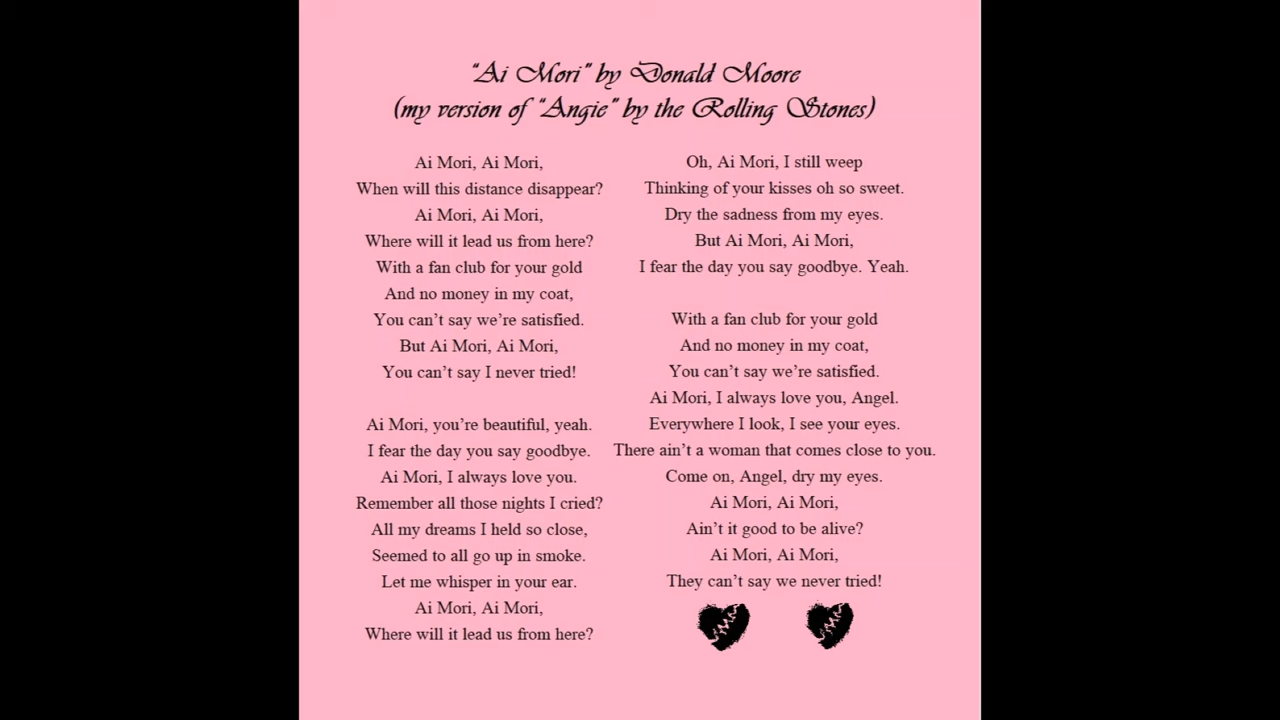 "Ai Mori" by Donald Moore
(my version of "Angie" by the Rolling Stones)
Ai Mori, Ai Mori,
When will this distance disappear?
Ai Mori, Ai Mori,
Where will it lead us from here?
With a fan club for your gold
And no money in my coat,
You can't say we're satisfied.
But Ai Mori, Ai Mori,
You can't say I never tried!
Ai Mori, you're beautiful, yeah.
I fear the day you say goodbye.
Ai Mori, I always love you.
Remember all those nights I cried?
All my dreams I held so close,
Seemed to all go up in smoke.
Let me whisper in your ear.
Ai Mori, Ai Mori,
Where will it lead us from here?
Oh, Ai Mori, I still weep
Thinking of your kisses oh so sweet.
Dry the sadness from my eyes.
But Ai Mori, Ai Mori,
I fear the day you say goodbye. Yeah.
With a fan club for your gold
And no money in my coat,
You can't say we're satisfied.
Ai Mori, I always love you, Angel.
Everywhere I look, I see your eyes.
There ain't a woman that comes close to you.
Come on, Angel, dry my eyes.
Ai Mori, Ai Mori,
Ain't it good to be alive?
Ai Mori, Ai Mori,
They can't say we never tried!